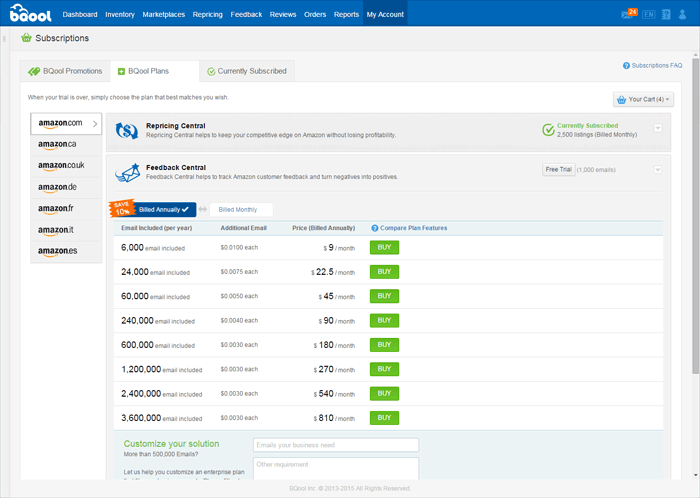 BQool
Dashboard Inventory Marketplaces Repricing Feedback Reviews Orders Reports My Account 24 EN
Subscriptions
BQool Promotions BQool Plans Currently Subscribed Subscriptions FAQ
When your trial is over, simply choose the plan that best matches you wish. Your Cart (4)
amazon.com
amazon.ca
amazon.co.uk
amazon.de
amazon.fr
amazon.it
amazon.es
Repricing Central
Repricing Central helps to keep your competitive edge on Amazon without losing profitability.
Currently Subscribed
2,500 listings (Billed Monthly)
Feedback Central
Feedback Central helps to track Amazon customer feedback and turn negatives into positives.
Free Trial (1,000 emails)
SAVE 10% Billed Annually Billed Monthly
Email Included (per year) Additional Email Price (Billed Annually) Compare Plan Features
6,000 email included $0.0100 each $ 9 / month BUY
24,000 email included $0.0075 each $ 22.5 / month BUY
60,000 email included $0.0050 each $ 45 / month BUY
240,000 email included $0.0040 each $ 90 / month BUY
600,000 email included $0.0030 each $ 180 / month BUY
1,200,000 email included $0.0030 each $ 270 / month BUY
2,400,000 email included $0.0030 each $ 540 / month BUY
3,600,000 email included $0.0030 each $ 810 / month BUY
Customize your solution
More than 500,000 Emails?
Let us help you customize an enterprise plan
Emails your business need
Other requirement
BQool Inc. © 2013-2015 All Rights Reserved.